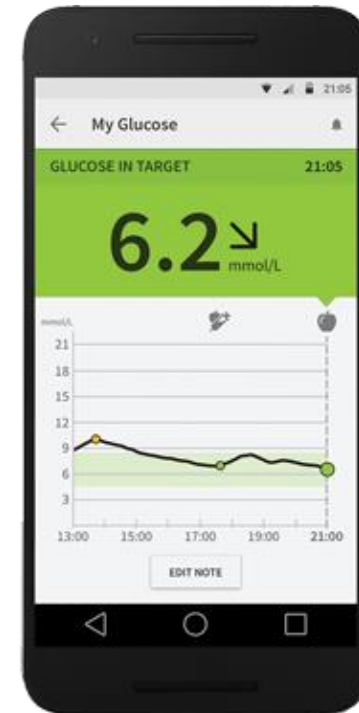 21:05
My Glucose
GLUCOSE IN TARGET 21:05
6.2 mmol/L
mmol/L
21
18
15
12
9
6
3
13:00 15:00 17:00 19:00 21:00
EDIT NOTE